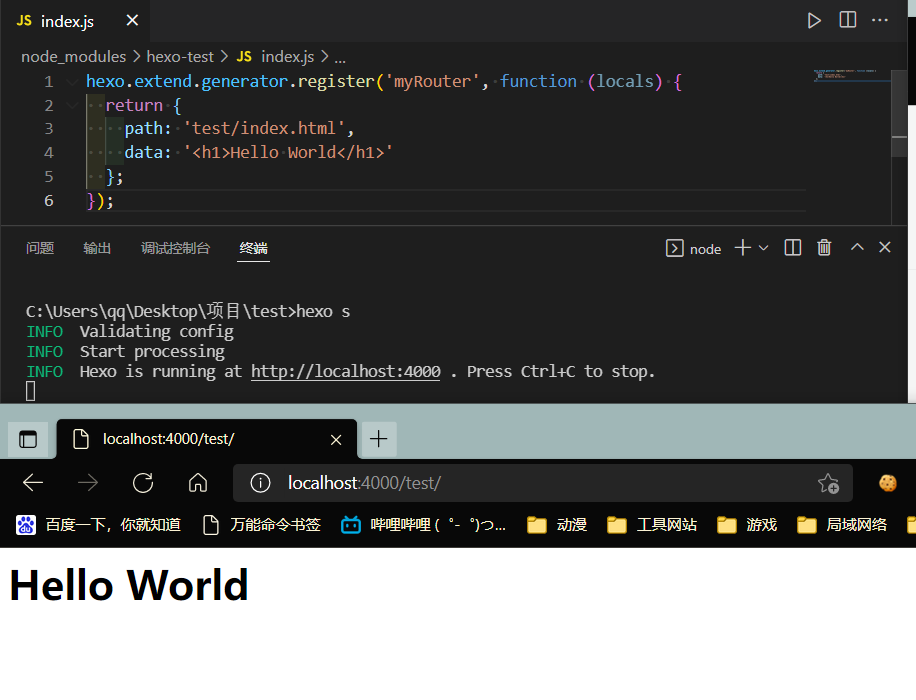 JS index.js
node_modules > hexo-test > JS index.js > ...
1 hexo.extend.generator.register('myRouter', function (locals) {
2 return {
3 path: 'test/index.html',
4 data: '<h1>Hello World</h1>'
5 };
6 });
问题 输出 调试控制台 终端 node
C:\Users\qq\Desktop\项目\test>hexo s
INFO Validating config
INFO Start processing
INFO Hexo is running at http://localhost:4000 . Press Ctrl+C to stop.
localhost:4000/test/
localhost:4000/test/
百度一下，你就知道 万能命令书签 哔哩哔哩 (゜-゜)つ... 动漫 工具网站 游戏 局域网络
Hello World